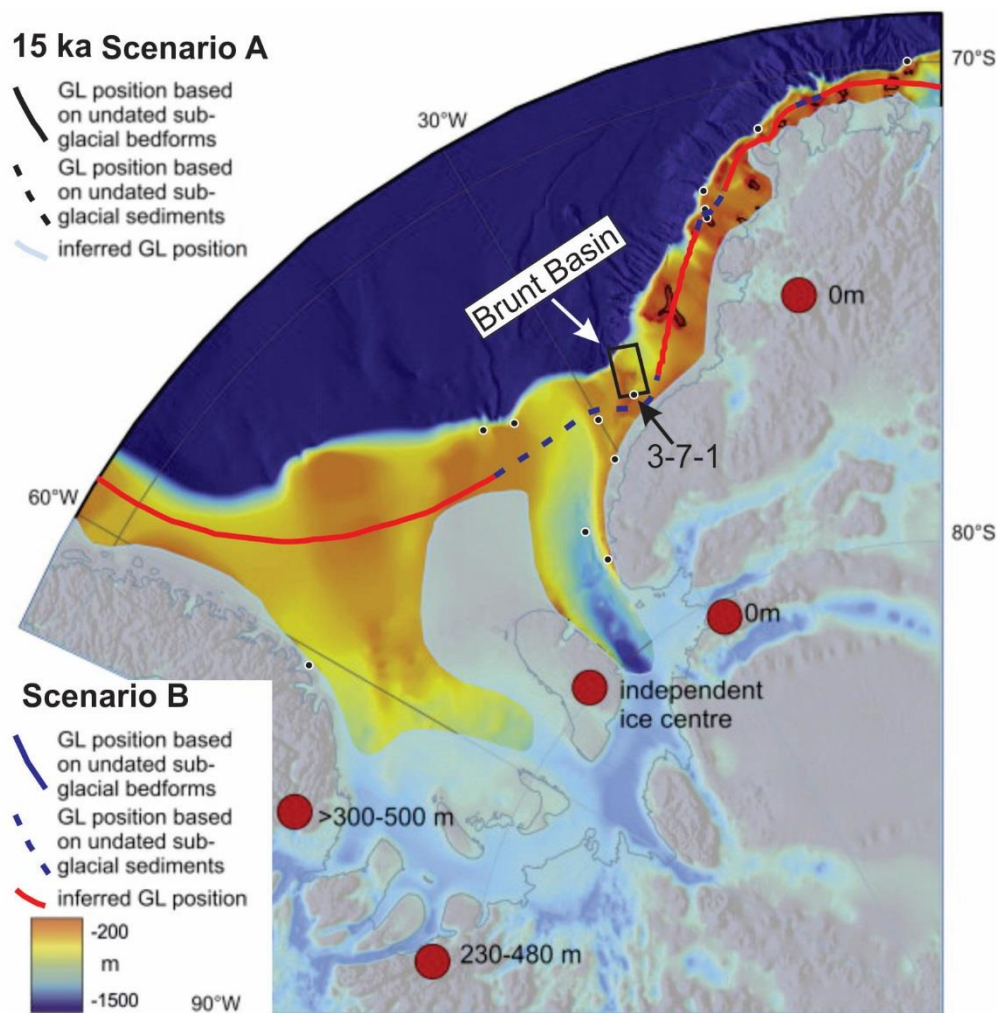 15 ka Scenario A
GL position based
on undated sub-
glacial bedforms
GL position based
on undated sub-
glacial sediments
inferred GL position
30°W
70°S
Brunt Basin
0m
3-7-1
60°W
80°S
0m
independent
ice centre
Scenario B
GL position based
on undated sub-
glacial bedforms
GL position based
on undated sub-
glacial sediments
inferred GL position
>300-500 m
230-480 m
-200
m
-1500
90°W